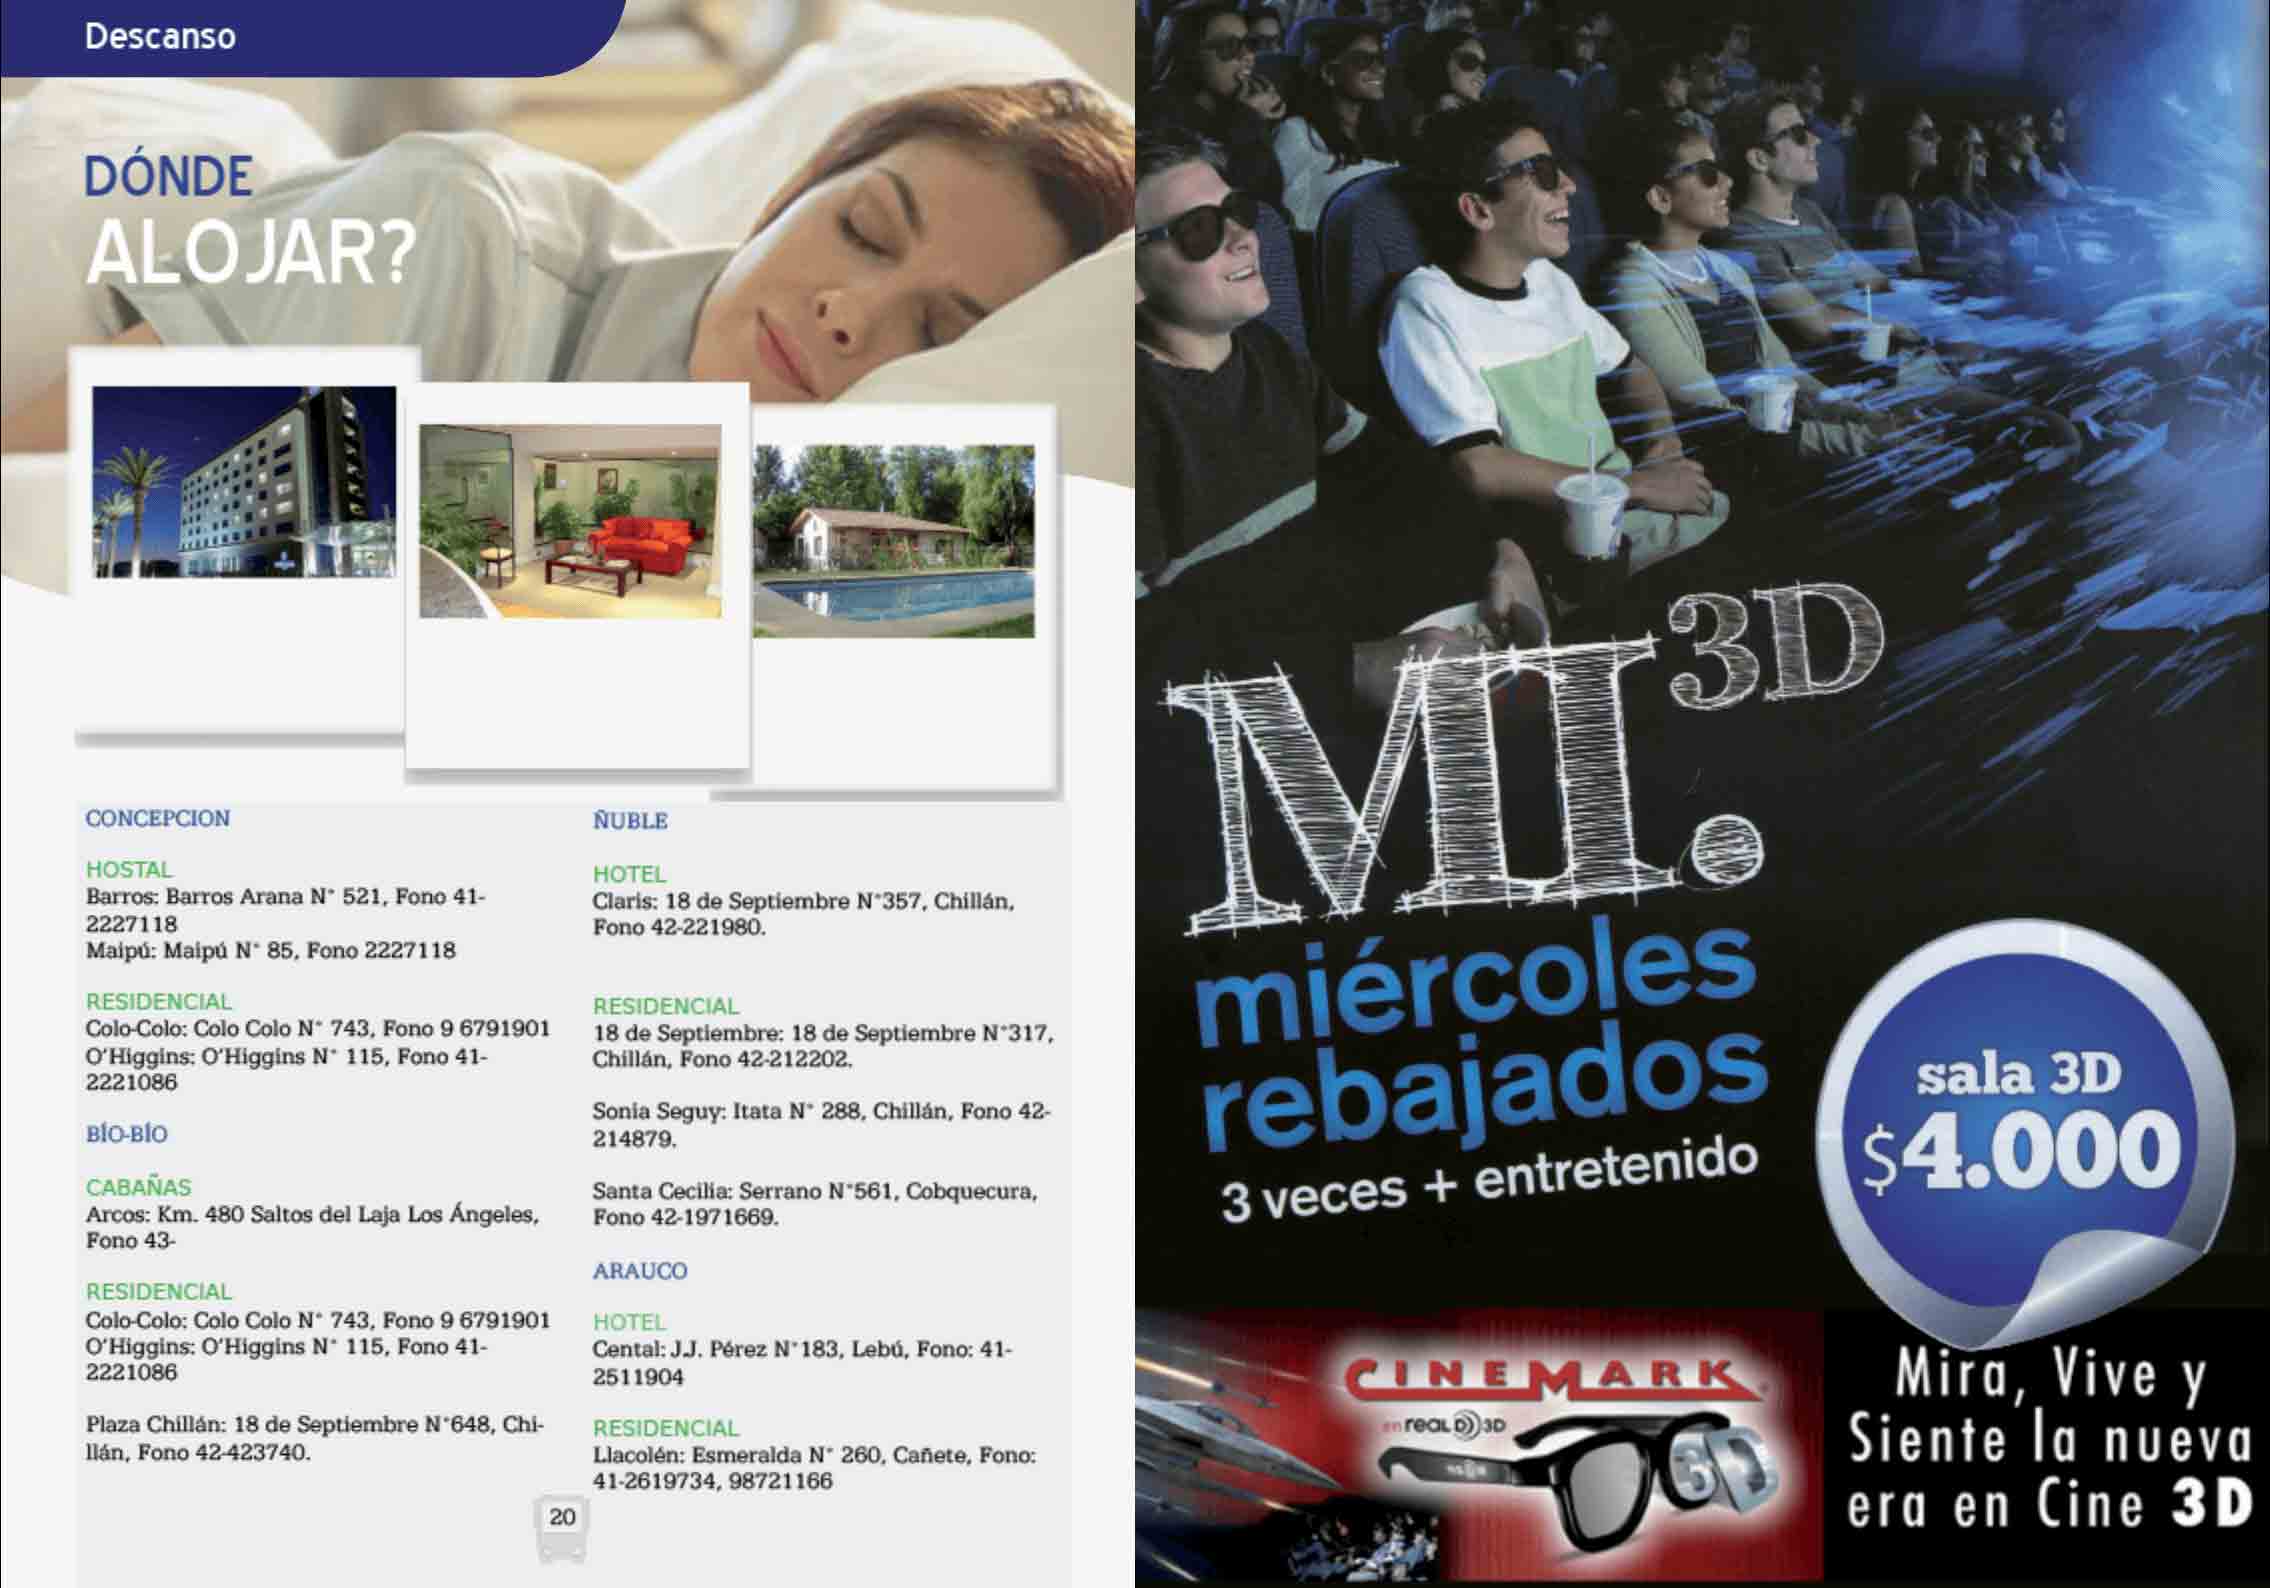 Descanso
DÓNDE
ALOJAR?
CONCEPCION
HOSTAL
Barros: Barros Arana N° 521, Fono 41-
2227118
Maipú: Maipú N° 85, Fono 2227118
RESIDENCIAL
Colo-Colo: Colo Colo N° 743, Fono 9 6791901
O'Higgins: O'Higgins N° 115, Fono 41-
2221086
BÍO-BÍO
CABAÑAS
Arcos: Km. 480 Saltos del Laja Los Ángeles,
Fono 43-
RESIDENCIAL
Colo-Colo: Colo Colo N° 743, Fono 9 6791901
O'Higgins: O'Higgins N° 115, Fono 41-
2221086
Plaza Chillán: 18 de Septiembre N°648, Chi-
llán, Fono 42-423740.
ÑUBLE
HOTEL
Claris: 18 de Septiembre N°357, Chillán,
Fono 42-221980.
RESIDENCIAL
18 de Septiembre: 18 de Septiembre N°317,
Chillán, Fono 42-212202.
Sonia Seguy: Itata N° 288, Chillán, Fono 42-
214879.
Santa Cecilia: Serrano N°561, Cobquecura,
Fono 42-1971669.
ARAUCO
HOTEL
Cental: J.J. Pérez N°183, Lebú, Fono: 41-
2511904
RESIDENCIAL
Llacolén: Esmeralda N° 260, Cañete, Fono:
41-2619734, 98721166
20
MI.3D
miércoles
rebajados
3 veces + entretenido
sala 3D
$4.000
CINEMARK
en REAL D 3D
3D
Mira, Vive y
Siente la nueva
era en Cine 3D